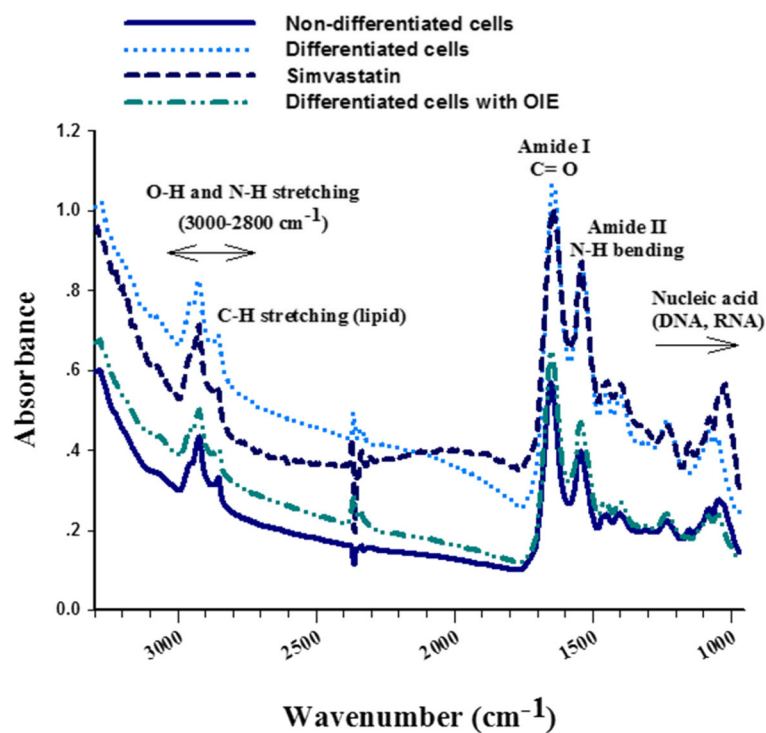 Non-differentiated cells
Differentiated cells
Simvastatin
Differentiated cells with OIE
1.2
1.0
.8
.6
.4
.2
0.0
Absorbance
O-H and N-H stretching
(3000-2800 cm⁻¹)
C-H stretching (lipid)
Amide I
C= O
Amide II
N-H bending
Nucleic acid
(DNA, RNA)
3000
2500
2000
1500
1000
Wavenumber (cm⁻¹)